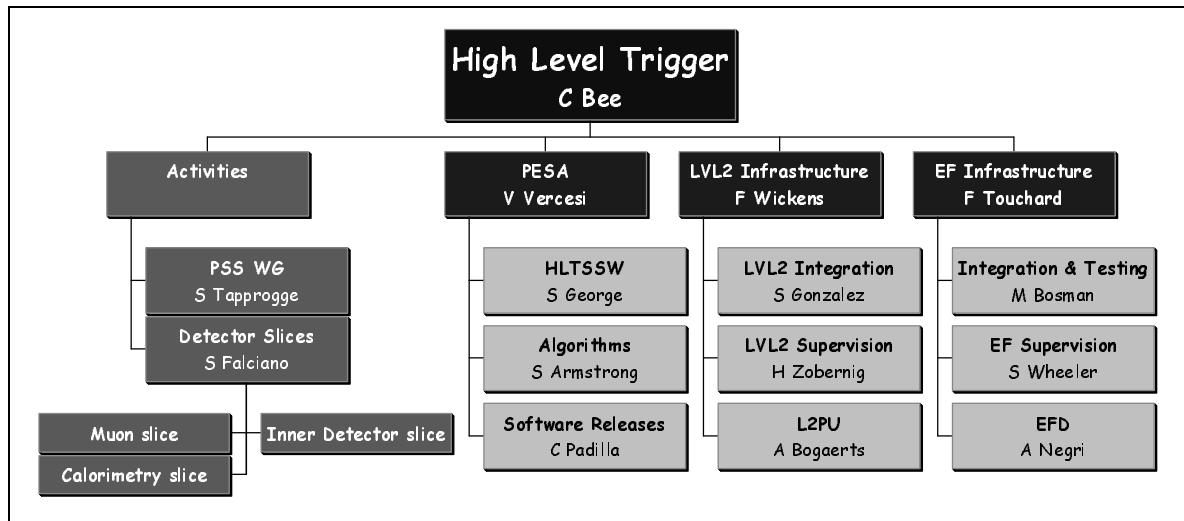 High Level Trigger
C Bee
Activities
PESA
V Vercesi
LVL2 Infrastructure
F Wickens
EF Infrastructure
F Touchard
PSS WG
S Tapprogge
HLTSSW
S George
LVL2 Integration
S Gonzalez
Integration & Testing
M Bosman
Detector Slices
S Falciano
Algorithms
S Armstrong
LVL2 Supervision
H Zobernig
EF Supervision
S Wheeler
Muon slice
Inner Detector slice
Calorimetry slice
Software Releases
C Padilla
L2PU
A Bogaerts
EFD
A Negri